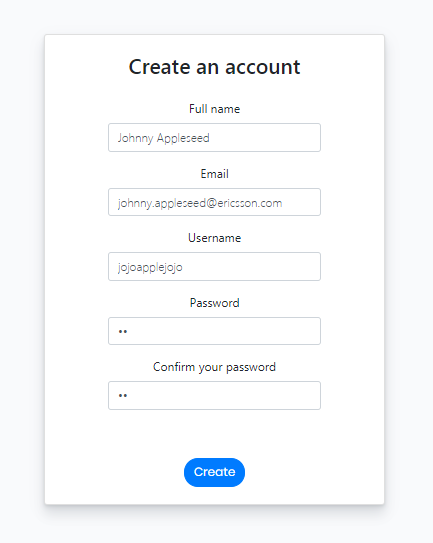 Create an account
Full name
Johnny Appleseed
Email
johnny.appleseed@ericsson.com
Username
jojoapplejojo
Password
••
Confirm your password
••
Create